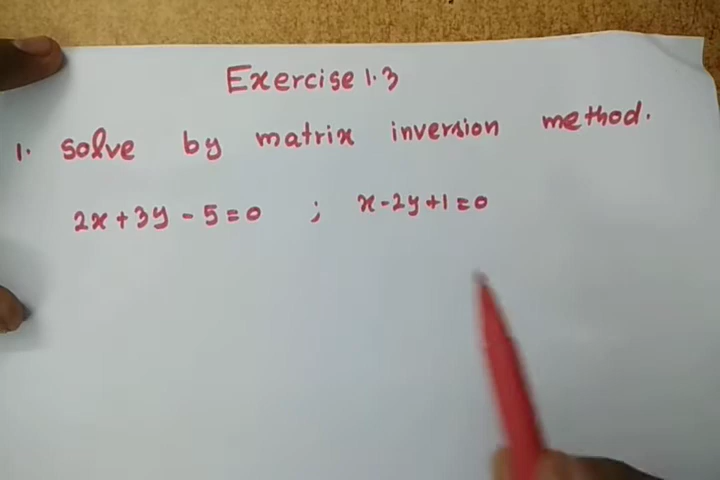 Exercise 1.3
1. solve by matrix inversion method.
2x + 3y - 5 = 0 ; x - 2y + 1 = 0